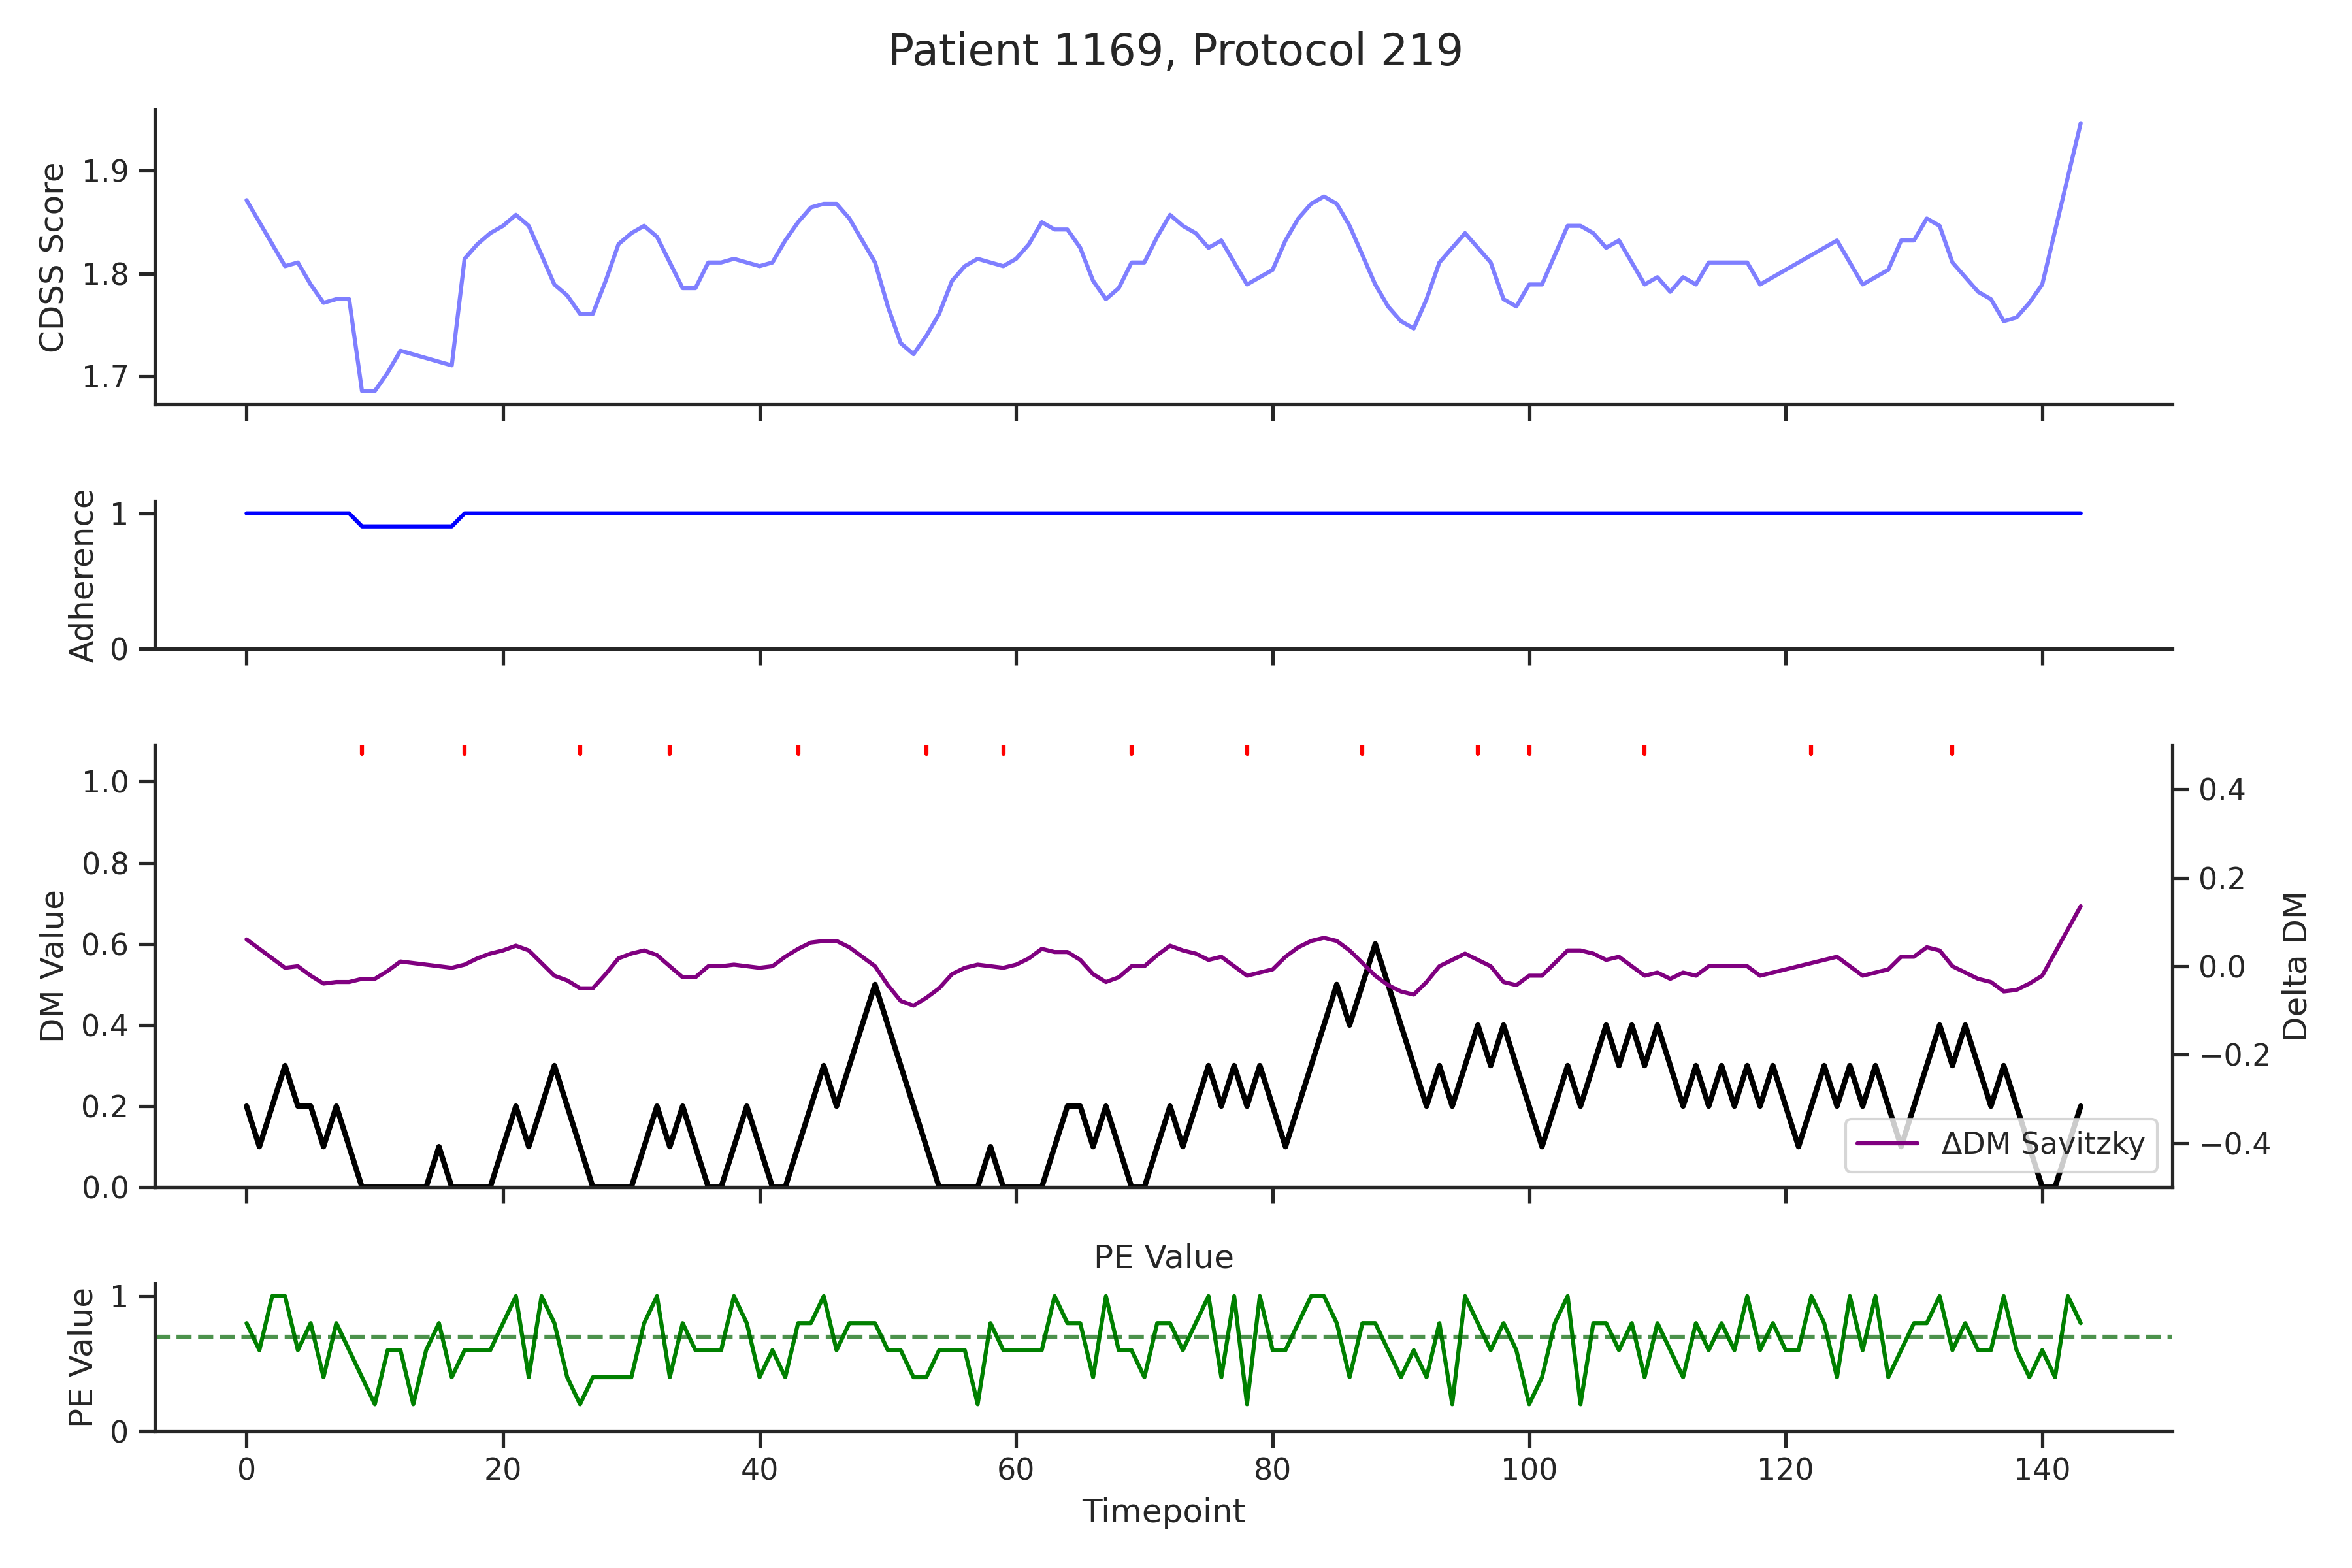 Patient 1169, Protocol 219
CDSS Score
1.9
1.8
1.7
Adherence
1
0
DM Value
1.0
0.8
0.6
0.4
0.2
0.0
0.4
0.2
0.0
−0.2
−0.4
Delta DM
ΔDM Savitzky
PE Value
PE Value
1
0
0 20 40 60 80 100 120 140
Timepoint